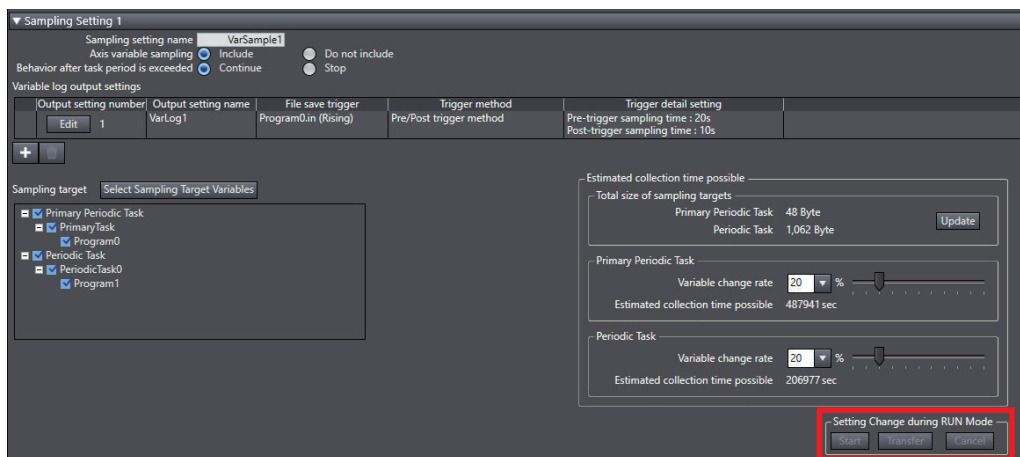 ▼ Sampling Setting 1
Sampling setting name VarSample1
Axis variable sampling Include Do not include
Behavior after task period is exceeded Continue Stop
Variable log output settings
Output setting number Output setting name File save trigger Trigger method Trigger detail setting
Edit 1 VarLog1 Program0.in (Rising) Pre/Post trigger method Pre-trigger sampling time : 20s
Post-trigger sampling time : 10s
+
Sampling target Select Sampling Target Variables
Primary Periodic Task
PrimaryTask
Program0
Periodic Task
PeriodicTask0
Program1
Estimated collection time possible
Total size of sampling targets
Primary Periodic Task 48 Byte
Periodic Task 1,062 Byte
Update
Primary Periodic Task
Variable change rate 20 %
Estimated collection time possible 487941 sec
Periodic Task
Variable change rate 20 %
Estimated collection time possible 206977 sec
Setting Change during RUN Mode
Start Transfer Cancel